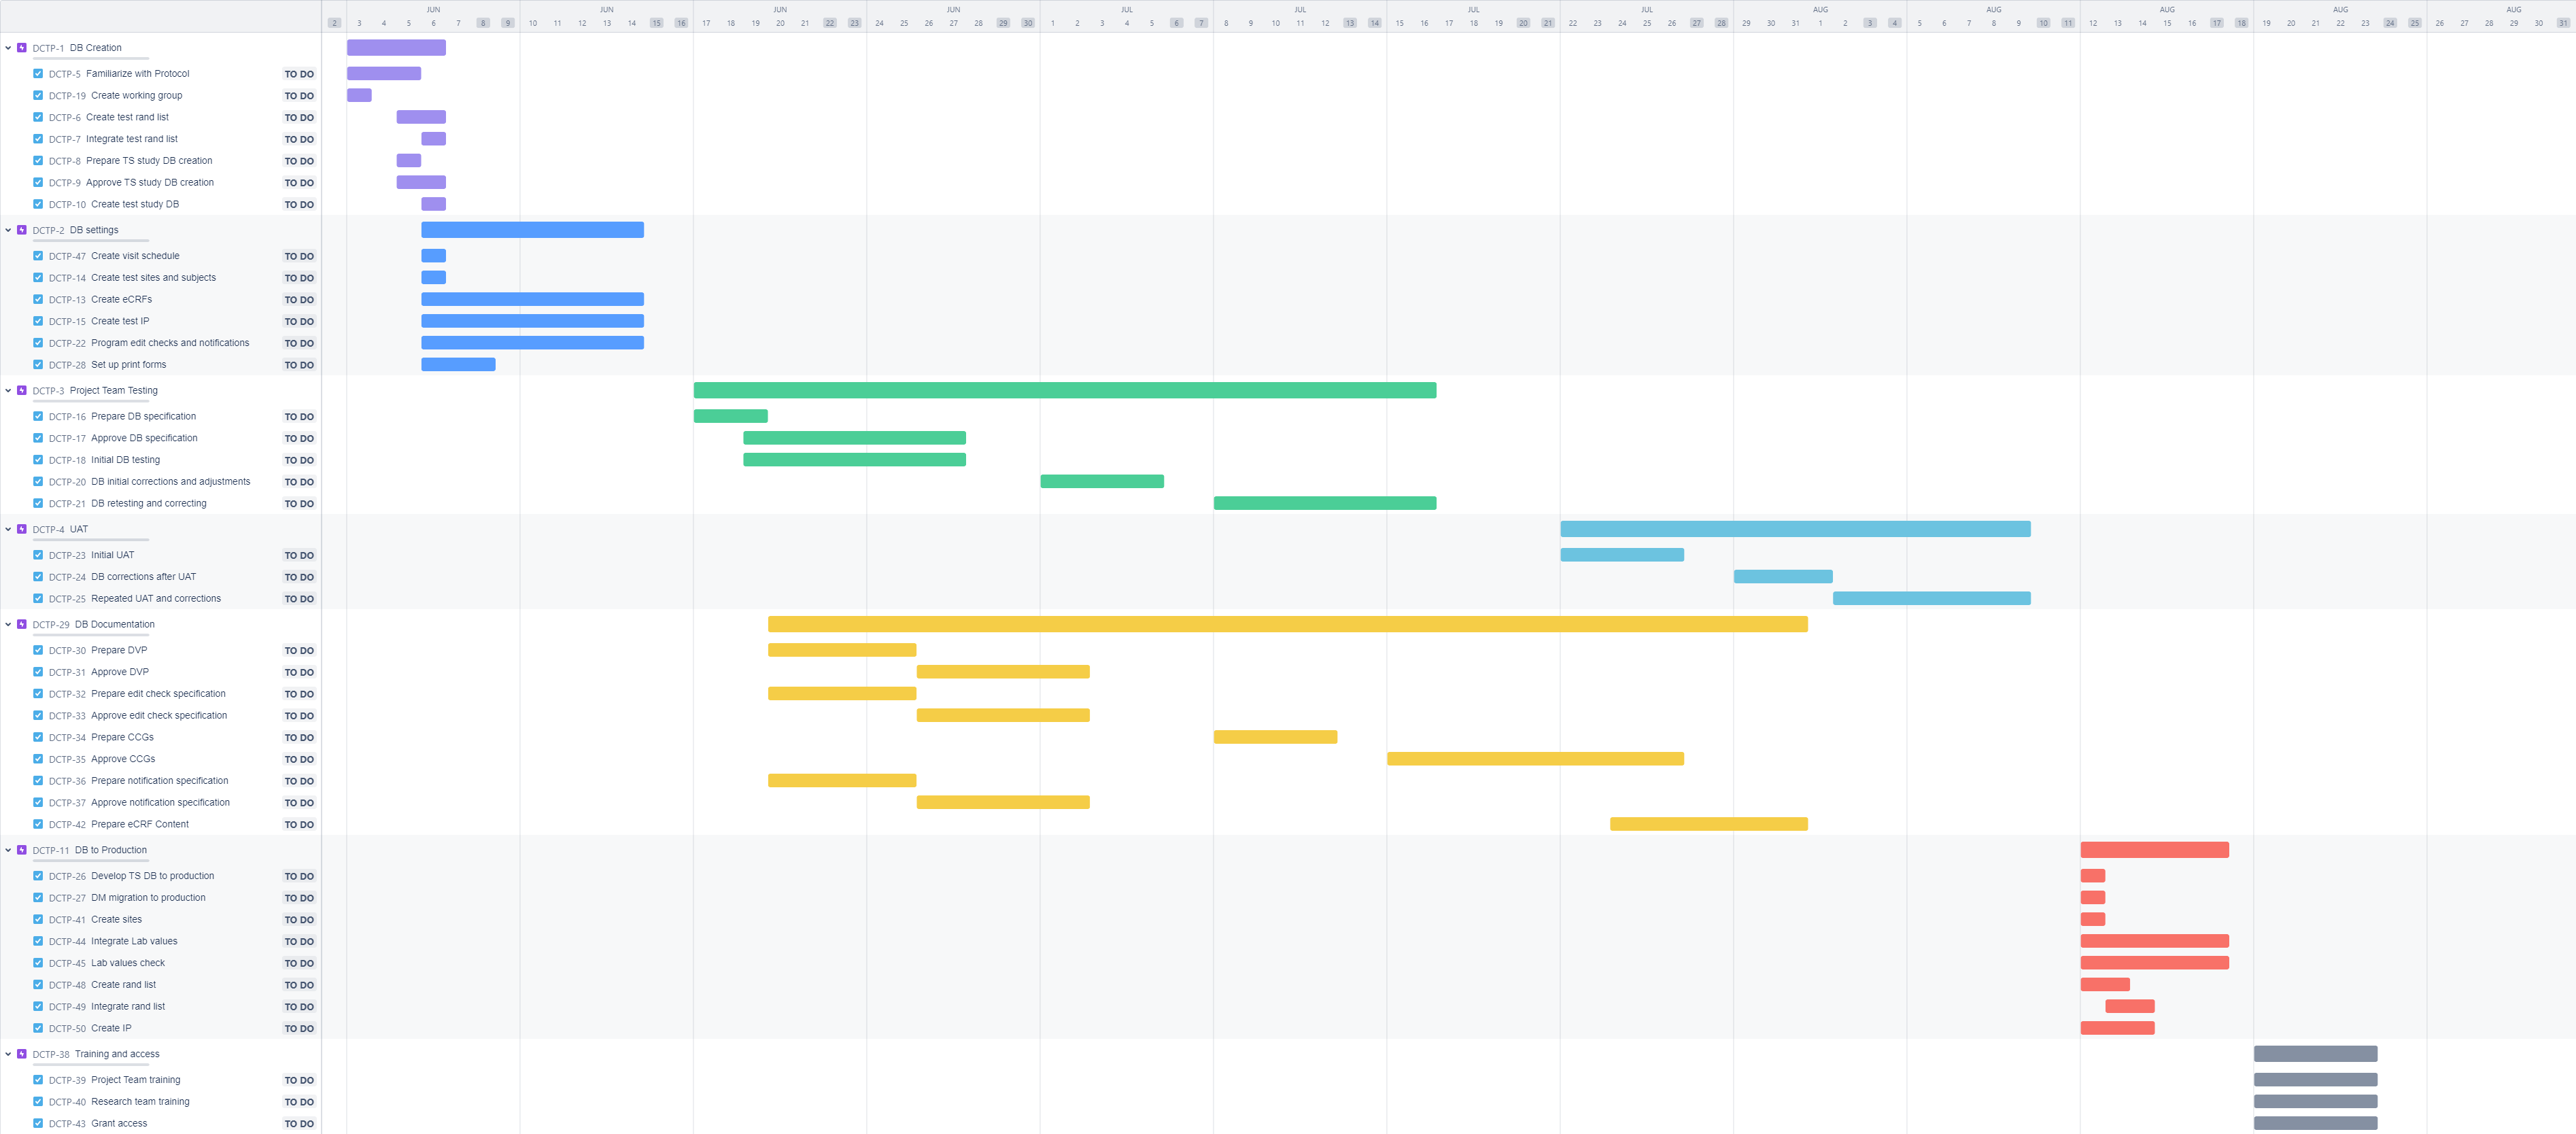 JUN JUN JUN JUN JUL JUL JUL JUL AUG AUG AUG AUG AUG
2 3 4 5 6 7 8 9 10 11 12 13 14 15 16 17 18 19 20 21 22 23 24 25 26 27 28 29 30 1 2 3 4 5 6 7 8 9 10 11 12 13 14 15 16 17 18 19 20 21 22 23 24 25 26 27 28 29 30 31 1 2 3 4 5 6 7 8 9 10 11 12 13 14 15 16 17 18 19 20 21 22 23 24 25 26 27 28 29 30 31
DCTP-1 DB Creation
DCTP-5 Familiarize with Protocol TO DO
DCTP-19 Create working group TO DO
DCTP-6 Create test rand list TO DO
DCTP-7 Integrate test rand list TO DO
DCTP-8 Prepare TS study DB creation TO DO
DCTP-9 Approve TS study DB creation TO DO
DCTP-10 Create test study DB TO DO
DCTP-2 DB settings
DCTP-47 Create visit schedule TO DO
DCTP-14 Create test sites and subjects TO DO
DCTP-13 Create eCRFs TO DO
DCTP-15 Create test IP TO DO
DCTP-22 Program edit checks and notifications TO DO
DCTP-28 Set up print forms TO DO
DCTP-3 Project Team Testing
DCTP-16 Prepare DB specification TO DO
DCTP-17 Approve DB specification TO DO
DCTP-18 Initial DB testing TO DO
DCTP-20 DB initial corrections and adjustments TO DO
DCTP-21 DB retesting and correcting TO DO
DCTP-4 UAT
DCTP-23 Initial UAT TO DO
DCTP-24 DB corrections after UAT TO DO
DCTP-25 Repeated UAT and corrections TO DO
DCTP-29 DB Documentation
DCTP-30 Prepare DVP TO DO
DCTP-31 Approve DVP TO DO
DCTP-32 Prepare edit check specification TO DO
DCTP-33 Approve edit check specification TO DO
DCTP-34 Prepare CCGs TO DO
DCTP-35 Approve CCGs TO DO
DCTP-36 Prepare notification specification TO DO
DCTP-37 Approve notification specification TO DO
DCTP-42 Prepare eCRF Content TO DO
DCTP-11 DB to Production
DCTP-26 Develop TS DB to production TO DO
DCTP-27 DM migration to production TO DO
DCTP-41 Create sites TO DO
DCTP-44 Integrate Lab values TO DO
DCTP-45 Lab values check TO DO
DCTP-48 Create rand list TO DO
DCTP-49 Integrate rand list TO DO
DCTP-50 Create IP TO DO
DCTP-38 Training and access
DCTP-39 Project Team training TO DO
DCTP-40 Research team training TO DO
DCTP-43 Grant access TO DO